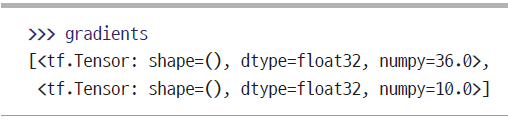 >>> gradients
[<tf.Tensor: shape=(), dtype=float32, numpy=36.0>,
 <tf.Tensor: shape=(), dtype=float32, numpy=10.0>]